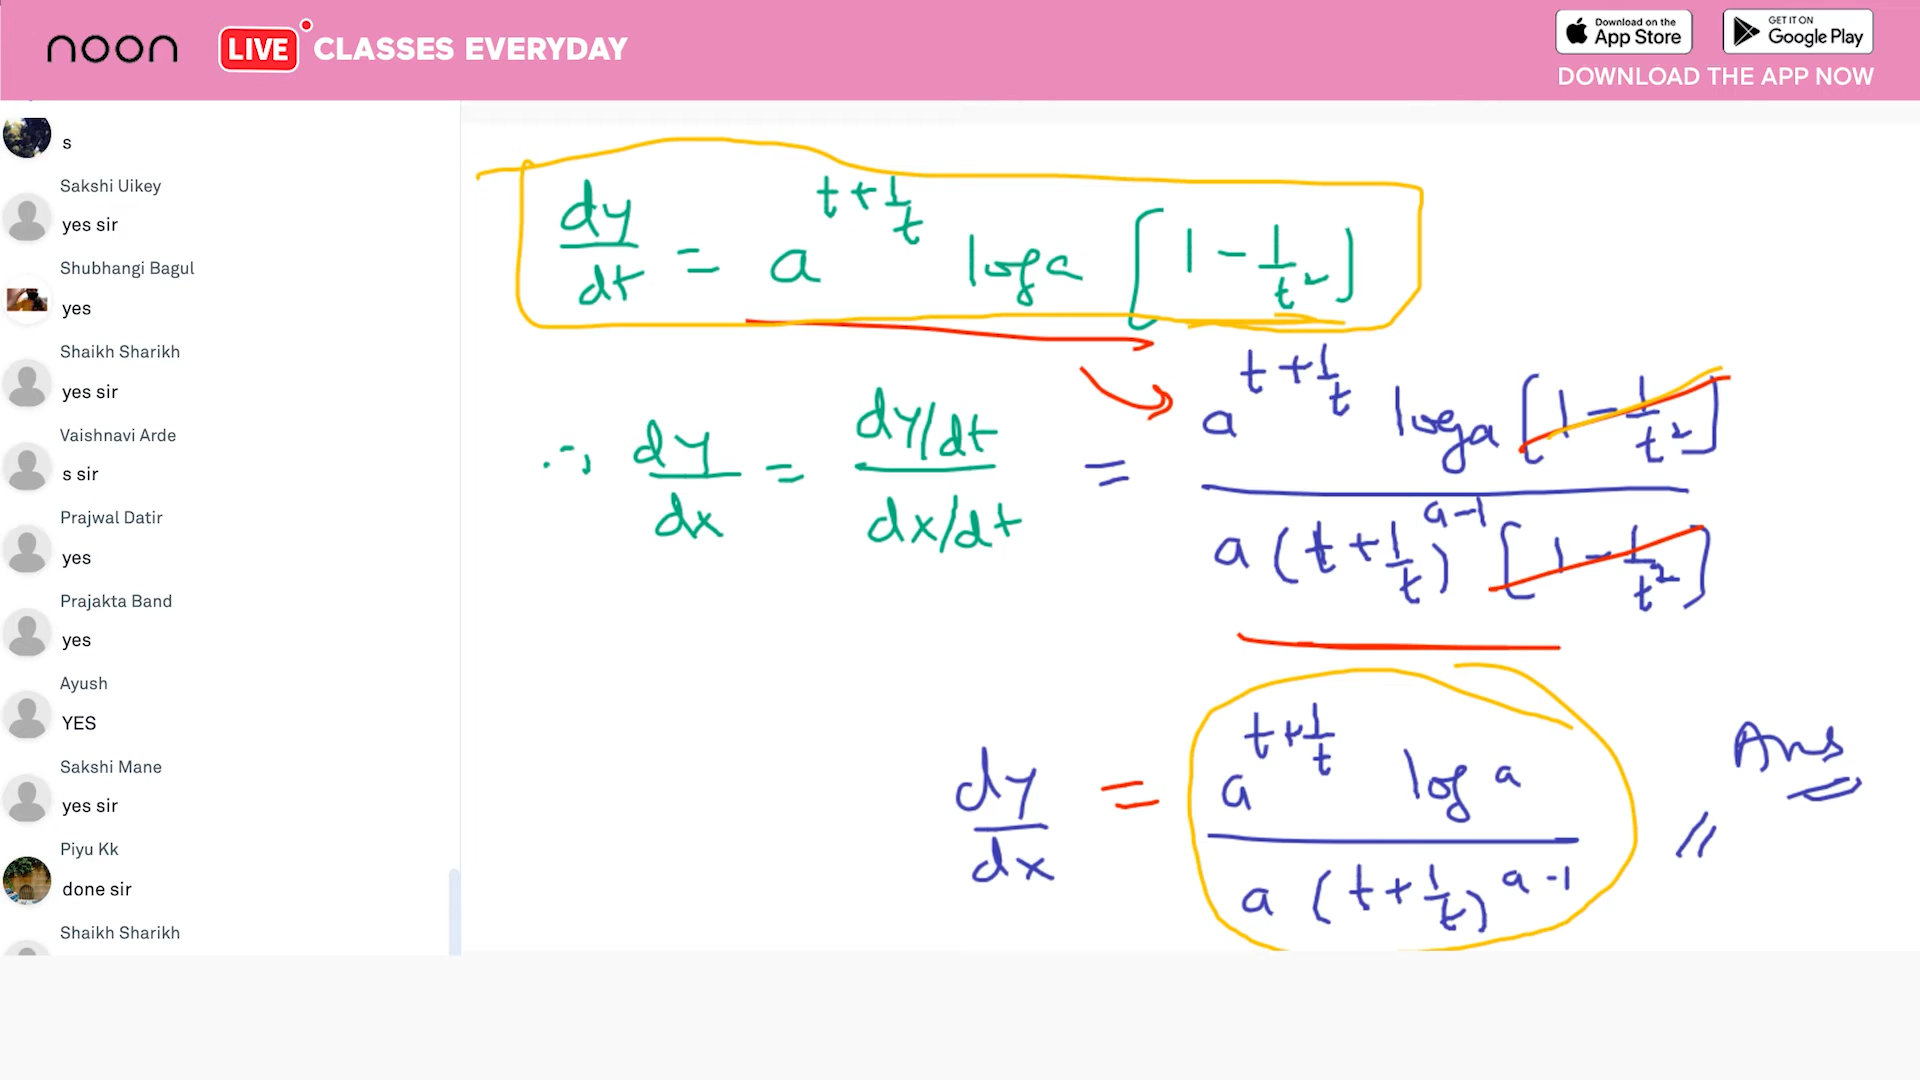 noon LIVE CLASSES EVERYDAY
Download on the App Store
GET IT ON Google Play
DOWNLOAD THE APP NOW
s
Sakshi Uikey
yes sir
Shubhangi Bagul
yes
Shaikh Sharikh
yes sir
Vaishnavi Arde
s sir
Prajwal Datir
yes
Prajakta Band
yes
Ayush
YES
Sakshi Mane
yes sir
Piyu Kk
done sir
Shaikh Sharikh
dy/dt = a^(t+1/t) log a [1 - 1/t²]
∴ dy/dx = (dy/dt)/(dx/dt) = (a^(t+1/t) log a [1 - 1/t²])/(a (t+1/t)^(a-1) [1 - 1/t²])
dy/dx = (a^(t+1/t) log a)/(a (t+1/t)^(a-1)) // Ans